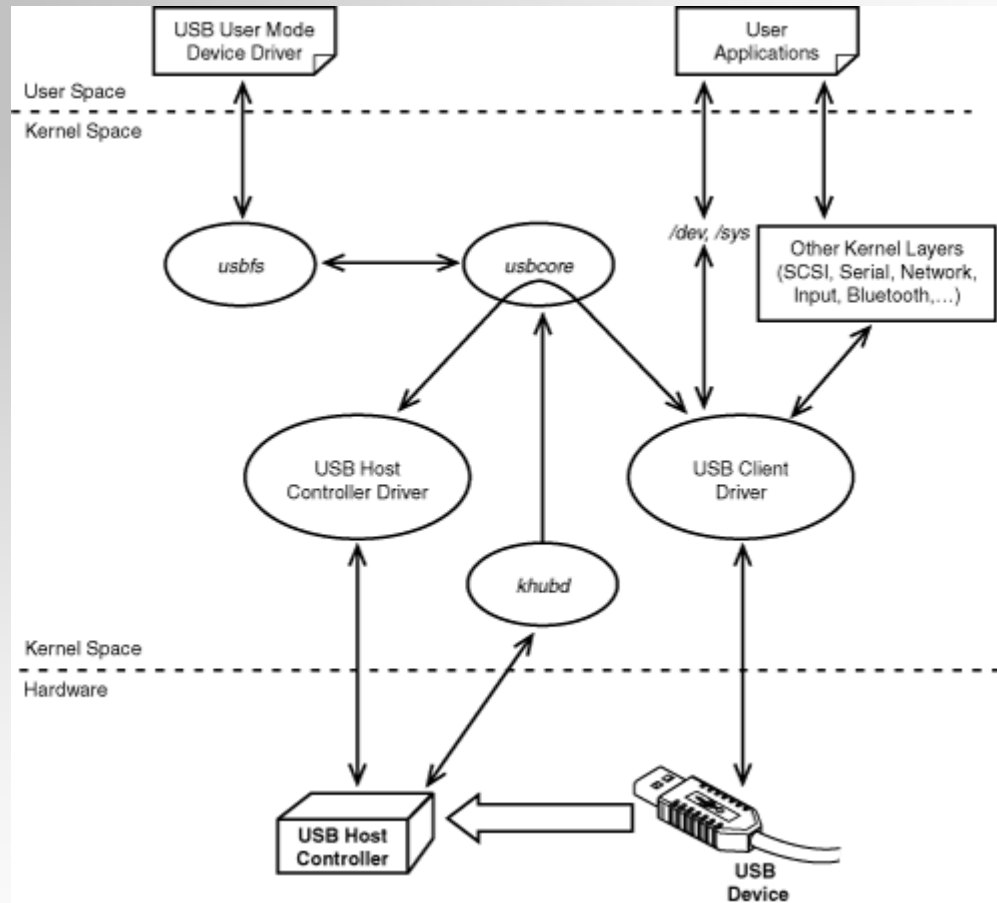 USB User Mode
Device Driver
User
Applications
User Space
Kernel Space
usbfs
usbcore
/dev, /sys
Other Kernel Layers
(SCSI, Serial, Network,
Input, Bluetooth,...)
USB Host
Controller Driver
USB Client
Driver
khubd
Kernel Space
Hardware
USB Host
Controller
USB
Device